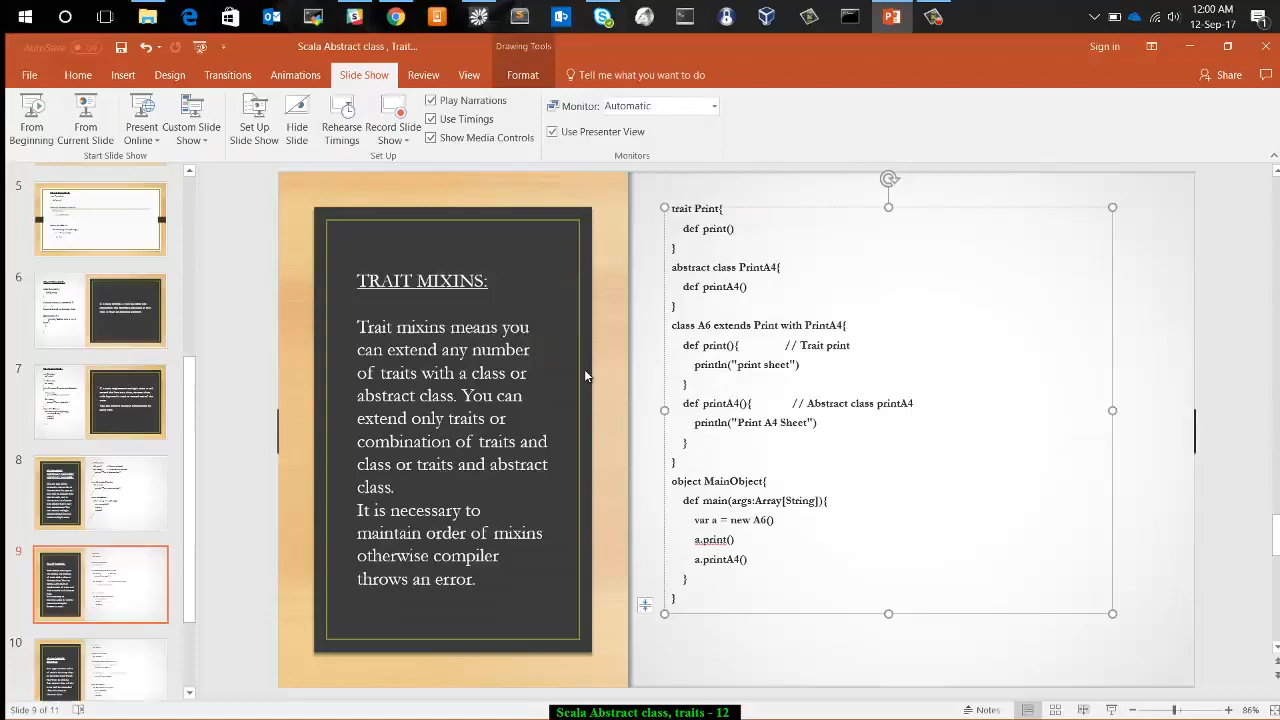 12:00 AM
12-Sep-17
AutoSave
Off
Scala Abstract class , Trait...
Drawing Tools
Sign in
File
Home
Insert
Design
Transitions
Animations
Slide Show
Review
View
Format
Tell me what you want to do
Share
From Beginning
From Current Slide
Present Online
Custom Slide Show
Set Up Slide Show
Hide Slide
Rehearse Timings
Record Slide Show
Play Narrations
Use Timings
Show Media Controls
Monitor:
Automatic
Use Presenter View
Start Slide Show
Set Up
Monitors
5
6
7
8
9
10
TRAIT MIXINS:
Trait mixins means you
can extend any number
of traits with a class or
abstract class. You can
extend only traits or
combination of traits and
class or traits and abstract
class.
It is necessary to
maintain order of mixins
otherwise compiler
throws an error.
trait Print{
def print()
}
abstract class PrintA4{
def printA4()
}
class A6 extends Print with PrintA4{
def print(){ // Trait print
println("print sheet")
}
def printA4(){ // Abstract class printA4
println("Print A4 Sheet")
}
}
object MainObject{
def main(args:Array[String]){
var a = new A6()
a.print()
a.printA4()
}
}
Slide 9 of 11
Scala Abstract class, traits - 12